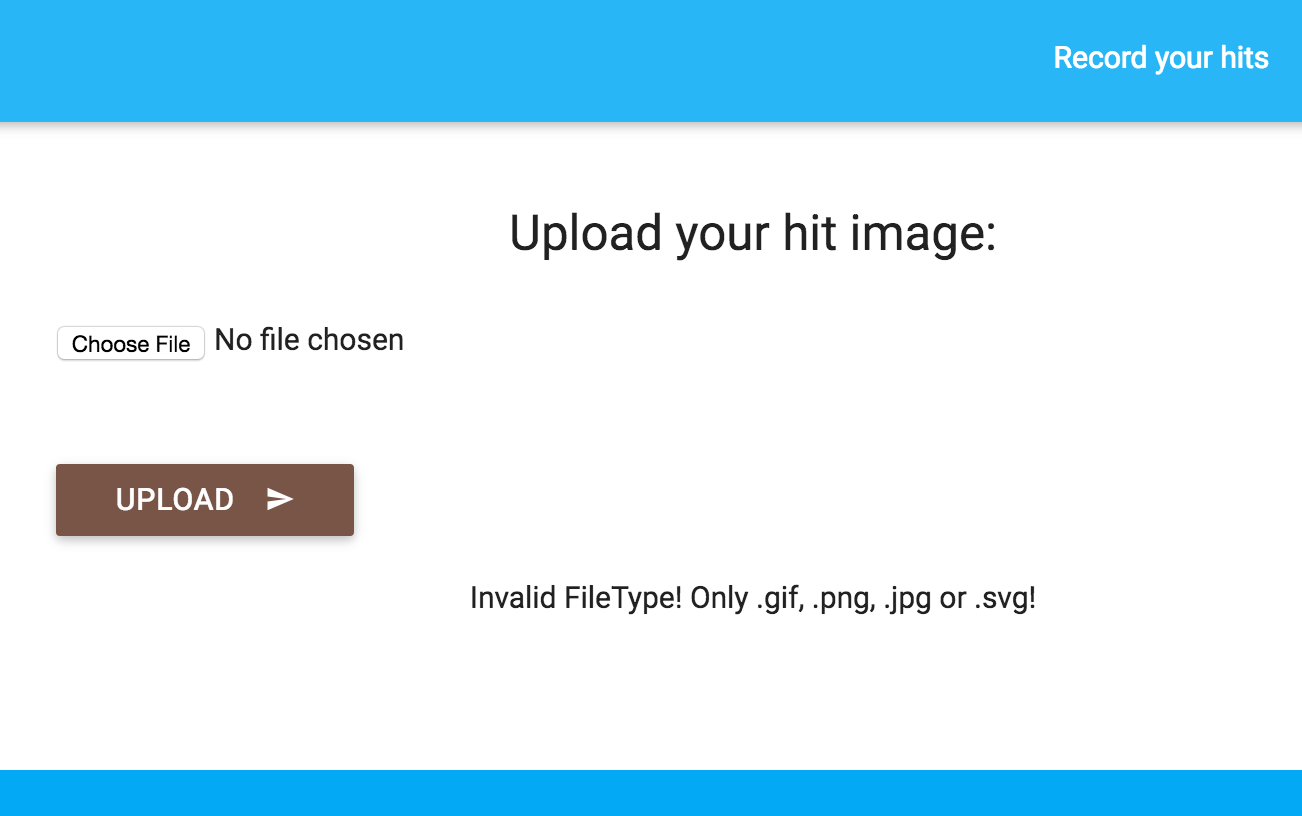 Record your hits
Upload your hit image:
Choose File No file chosen
UPLOAD
Invalid FileType! Only .gif, .png, .jpg or .svg!